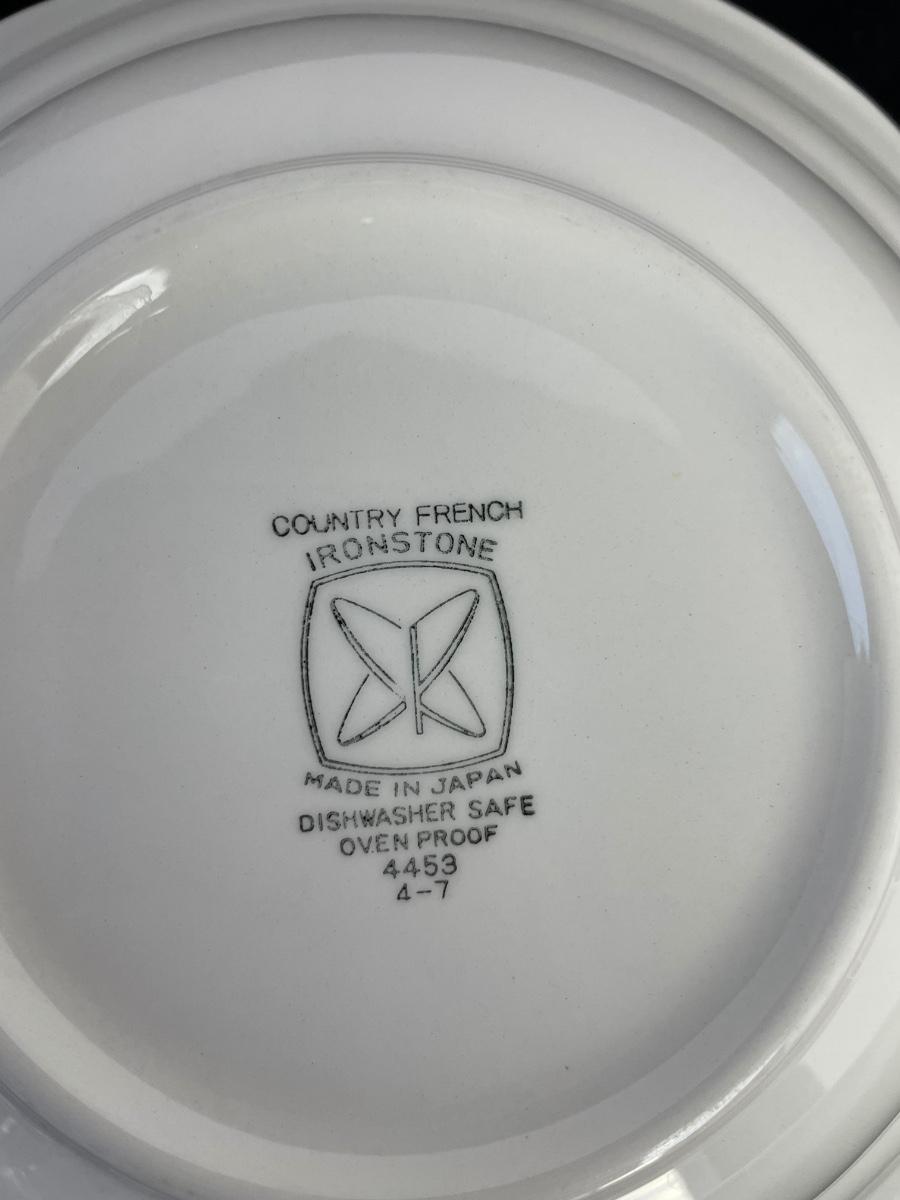 COUNTRY FRENCH
IRONSTONE
MADE IN JAPAN
DISHWASHER SAFE
OVEN PROOF
4453
4-7